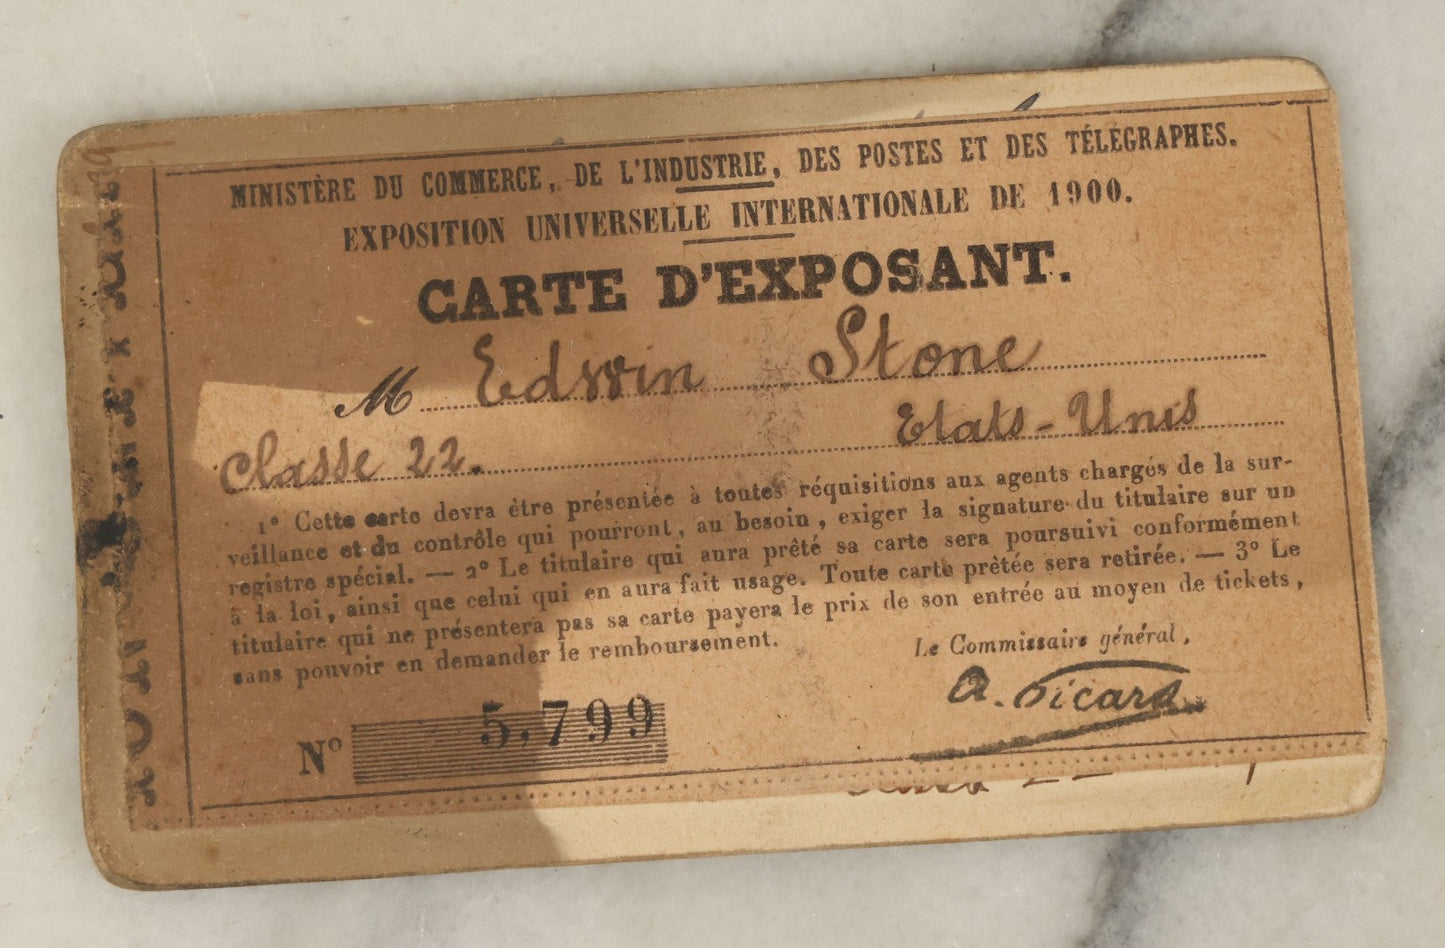 MINISTÈRE DU COMMERCE, DE L'INDUSTRIE, DES POSTES ET DES TÉLÉGRAPHES.
EXPOSITION UNIVERSELLE INTERNATIONALE DE 1900.
CARTE D'EXPOSANT.
M Edwin Stone
Classe 22. Etats-Unis
1° Cette carte devra être présentée à toutes réquisitions aux agents chargés de la sur-
veillance et du contrôle qui pourront, au besoin, exiger la signature du titulaire sur un
registre spécial. — 2° Le titulaire qui aura prêté sa carte sera poursuivi conformément
à la loi, ainsi que celui qui en aura fait usage. Toute carte prêtée sera retirée. — 3° Le
titulaire qui ne présentera pas sa carte payera le prix de son entrée au moyen de tickets,
sans pouvoir en demander le remboursement.
Le Commissaire général,
A. Picard
N° 5,799